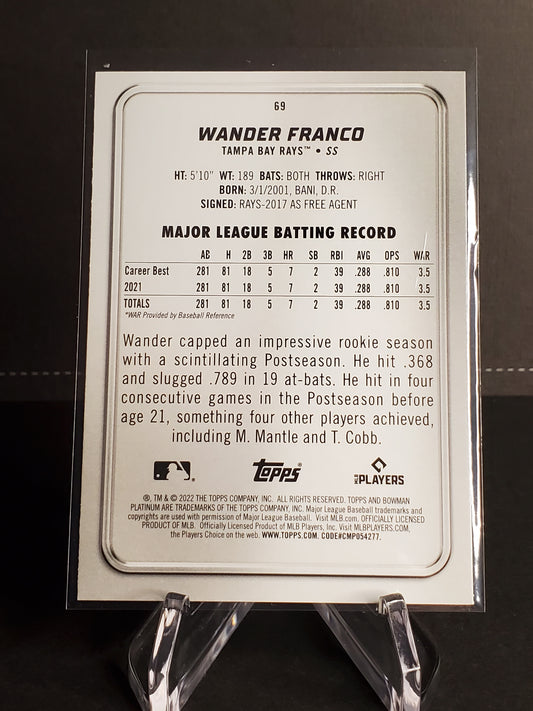 69
WANDER FRANCO
TAMPA BAY RAYS™ • SS
HT: 5'10" WT: 189 BATS: BOTH THROWS: RIGHT
BORN: 3/1/2001, BANI, D.R.
SIGNED: RAYS-2017 AS FREE AGENT
MAJOR LEAGUE BATTING RECORD
AB H 2B 3B HR SB RBI AVG OPS WAR
Career Best 281 81 18 5 7 2 39 .288 .810 3.5
2021 281 81 18 5 7 2 39 .288 .810 3.5
TOTALS 281 81 18 5 7 2 39 .288 .810 3.5
*WAR Provided by Baseball Reference
Wander capped an impressive rookie season
with a scintillating Postseason. He hit .368
and slugged .789 in 19 at-bats. He hit in four
consecutive games in the Postseason before
age 21, something four other players achieved,
including M. Mantle and T. Cobb.
TOPPS®
MLB PLAYERS
®, TM & © 2022 THE TOPPS COMPANY, INC. ALL RIGHTS RESERVED. TOPPS AND BOWMAN
PLATINUM ARE TRADEMARKS OF THE TOPPS COMPANY, INC. Major League Baseball trademarks and
copyrights are used with permission of Major League Baseball. Visit MLB.com. OFFICIALLY LICENSED
PRODUCT OF MLB. Officially Licensed Product of MLB Players, Inc. Visit MLBPLAYERS.COM,
the Players Choice on the web. WWW.TOPPS.COM. CODE#CMP054277.